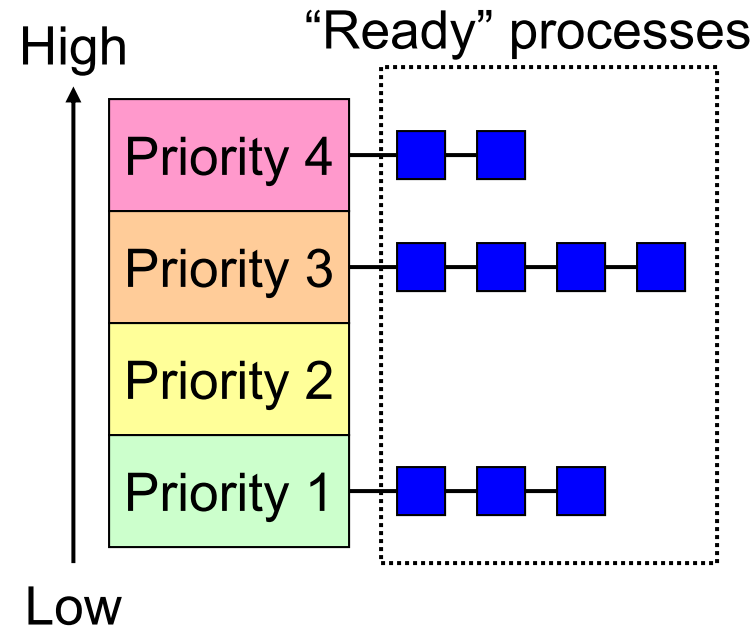 “Ready” processes
High
Priority 4
Priority 3
Priority 2
Priority 1
Low